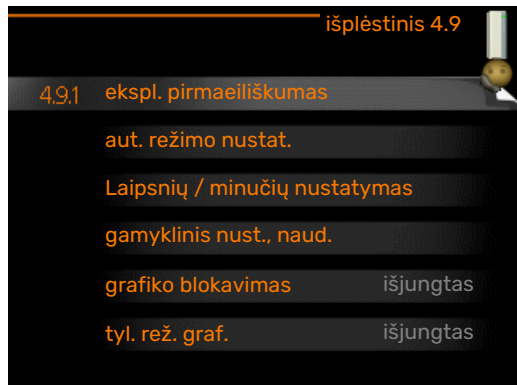 išplėstinis 4.9
4.9.1 ekspl. pirmaeiliškumas
aut. režimo nustat.
Laipsnių / minučių nustatymas
gamyklinis nust., naud.
grafiko blokavimas išjungtas
tyl. rež. graf. išjungtas